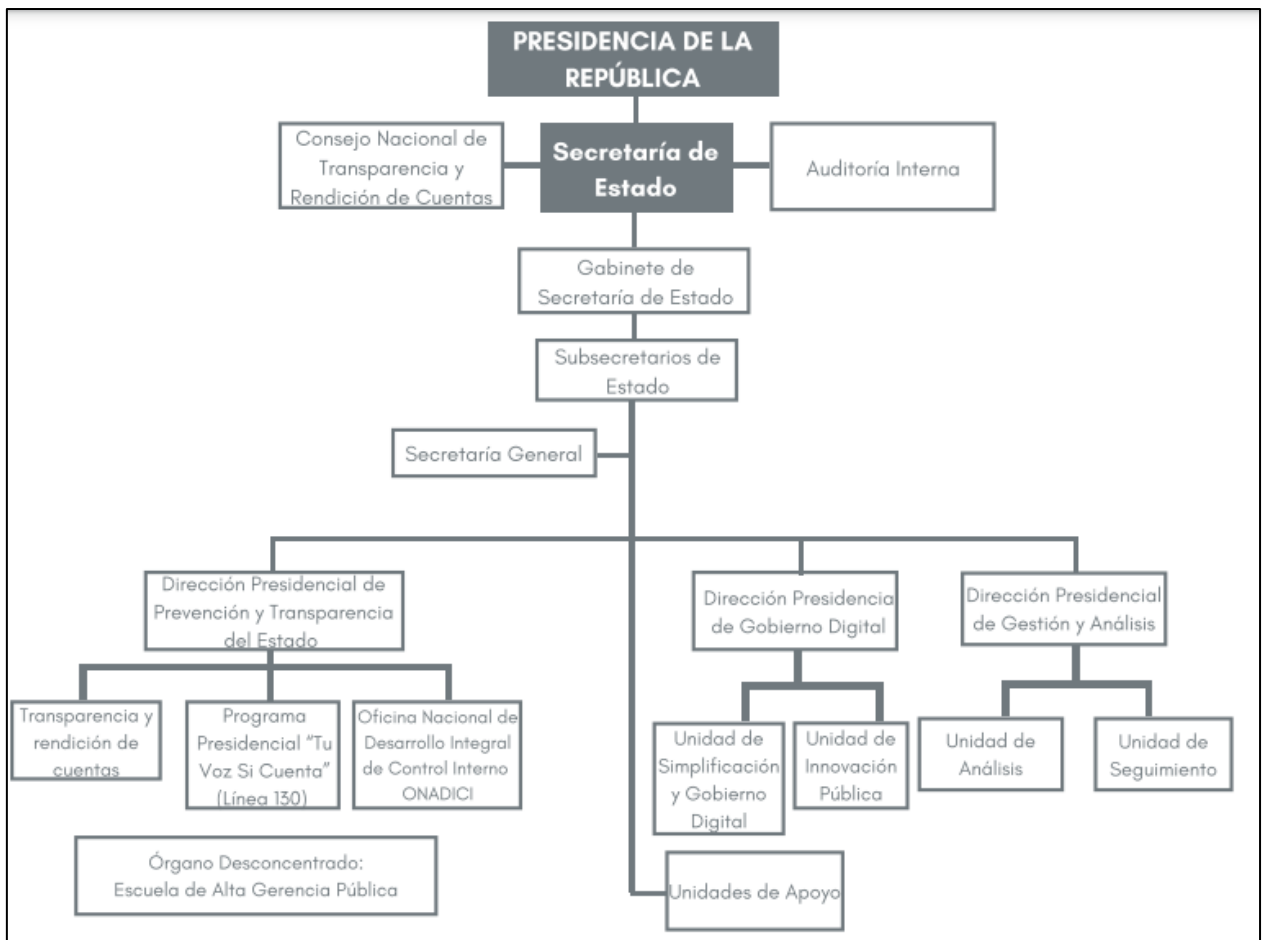 PRESIDENCIA DE LA
REPÚBLICA
Consejo Nacional de
Transparencia y
Rendición de Cuentas
Secretaría de
Estado
Auditoría Interna
Gabinete de
Secretaría de Estado
Subsecretarios de
Estado
Secretaría General
Dirección Presidencial de
Prevención y Transparencia
del Estado
Dirección Presidencia
de Gobierno Digital
Dirección Presidencial
de Gestión y Análisis
Transparencia y
rendición de
cuentas
Programa
Presidencial "Tu
Voz Si Cuenta"
(Línea 130)
Oficina Nacional de
Desarrollo Integral
de Control Interno
ONADICI
Unidad de
Simplificación
y Gobierno
Digital
Unidad de
Innovación
Pública
Unidad de
Análisis
Unidad de
Seguimiento
Órgano Desconcentrado:
Escuela de Alta Gerencia Pública
Unidades de Apoyo